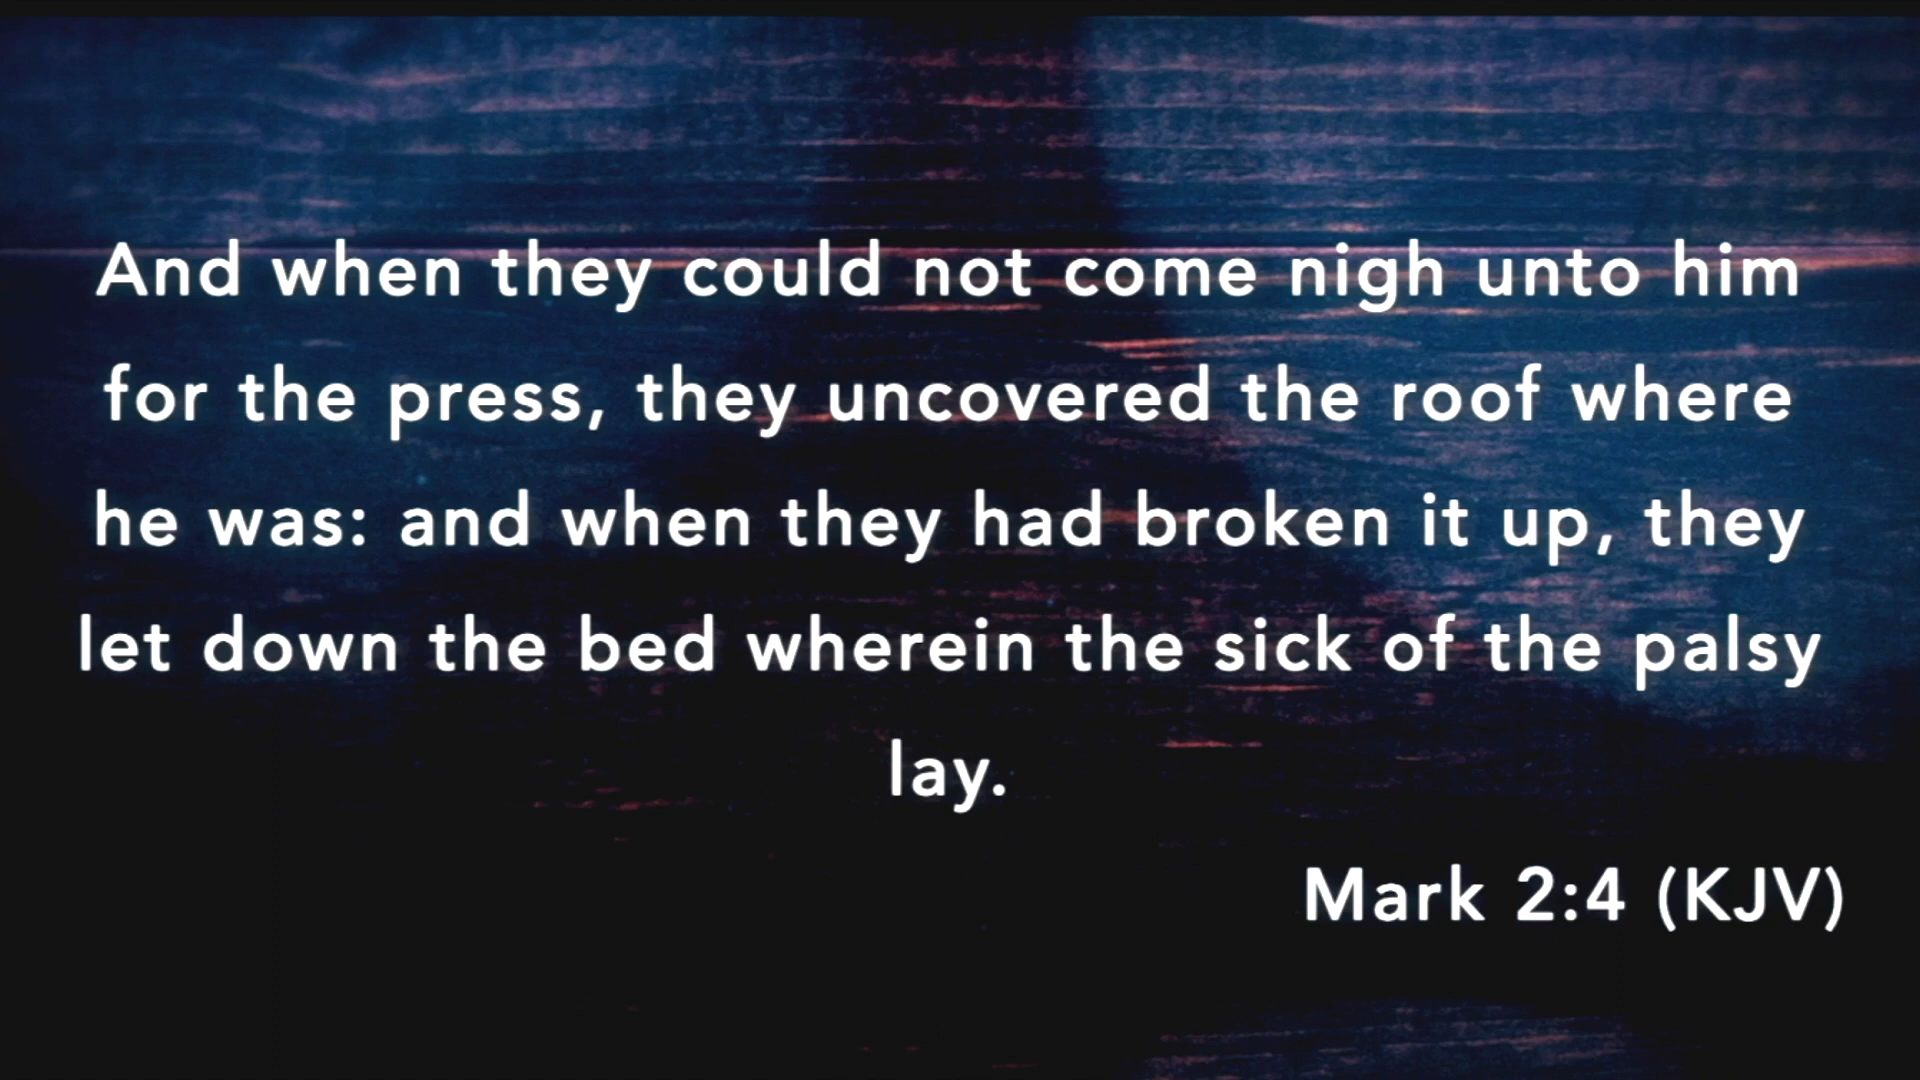 And when they could not come nigh unto him
for the press, they uncovered the roof where
he was: and when they had broken it up, they
let down the bed wherein the sick of the palsy
lay.
Mark 2:4 (KJV)